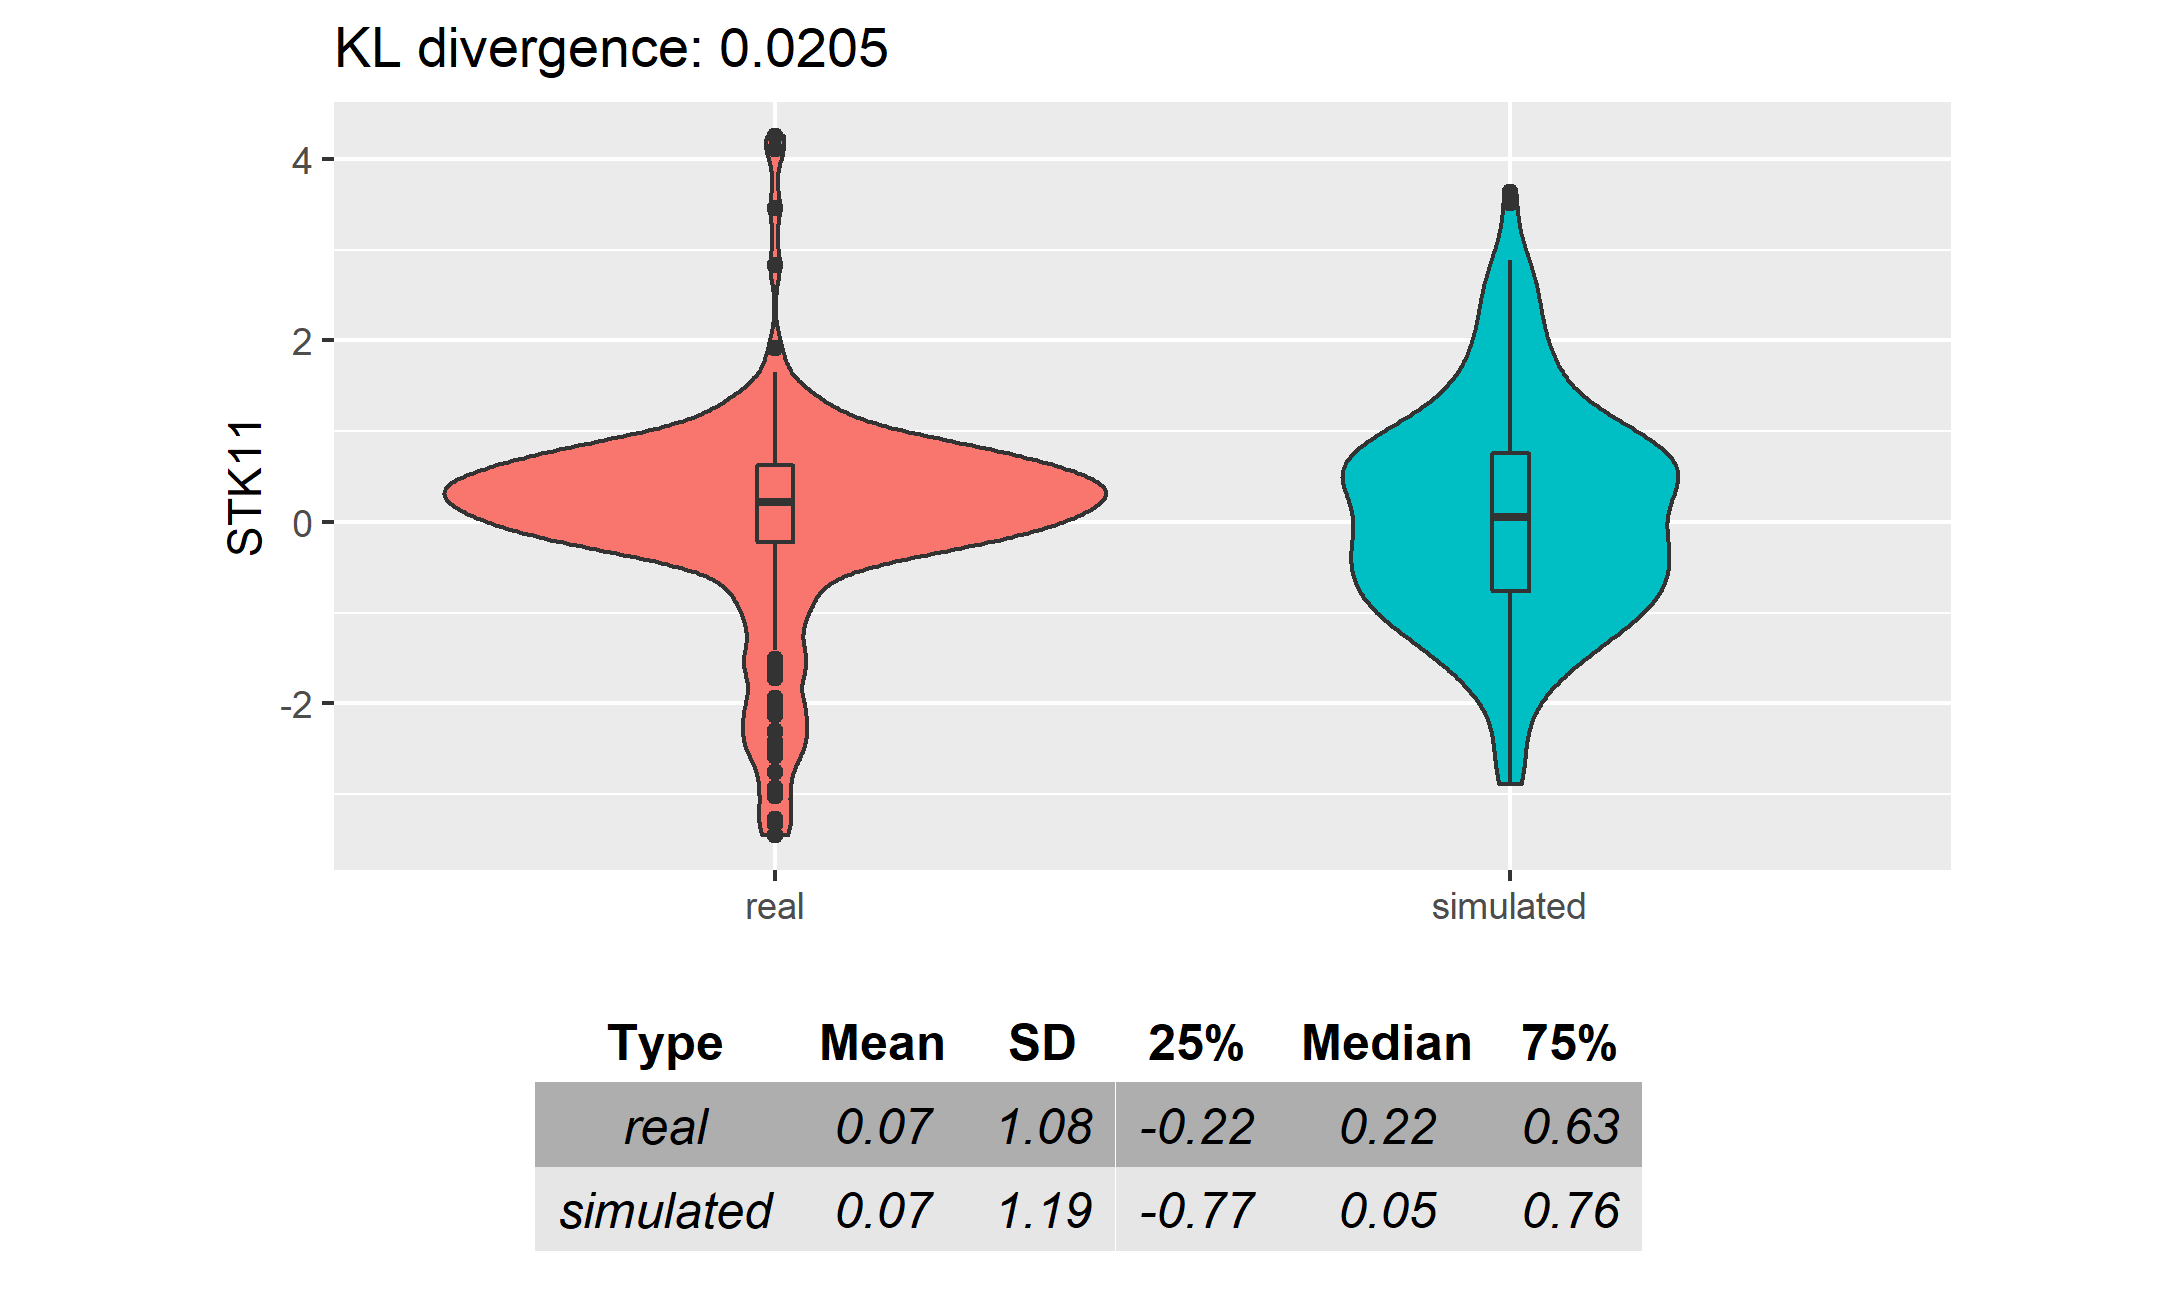 KL divergence: 0.0205
4
2
0
-2
STK11
real simulated
Type Mean SD 25% Median 75%
real 0.07 1.08 -0.22 0.22 0.63
simulated 0.07 1.19 -0.77 0.05 0.76